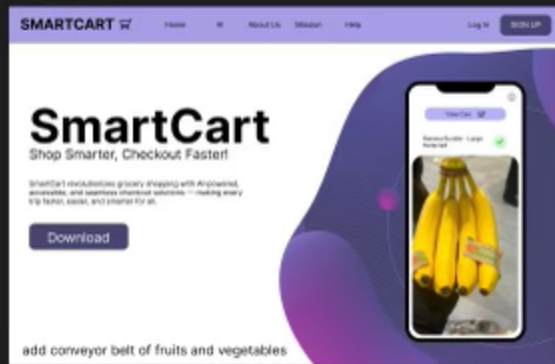 SMARTCART
Home AI About Us Mission Help Log In SIGN UP
SmartCart
Shop Smarter, Checkout Faster!
SmartCart revolutionizes grocery shopping with AI-powered,
accessible, and seamless checkout solutions — making every
trip faster, easier, and smarter for all.
Download
View Cart
add conveyor belt of fruits and vegetables